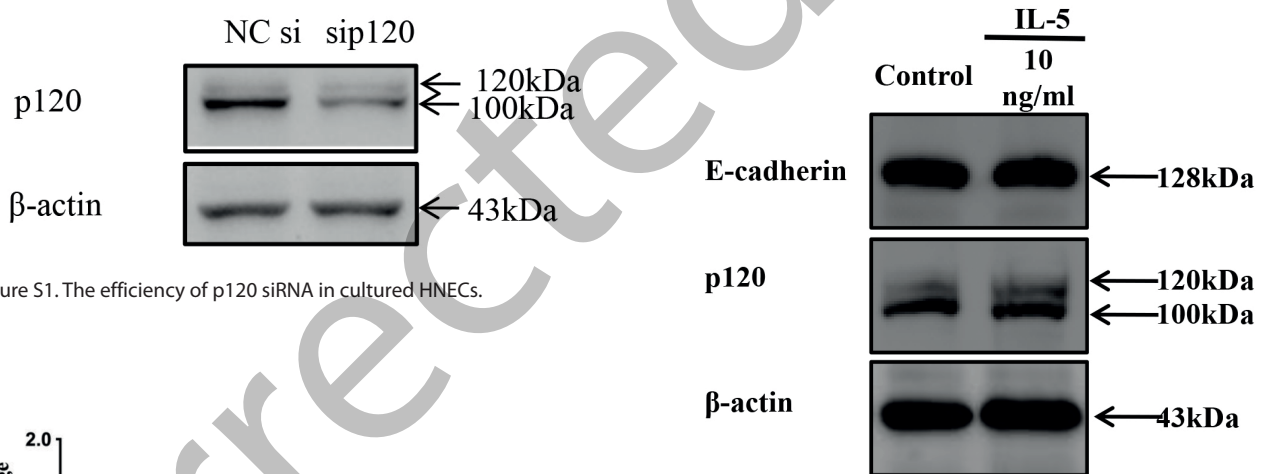 NC si sip120
p120
120kDa
100kDa
β-actin
43kDa
ure S1. The efficiency of p120 siRNA in cultured HNECs.
2.0
IL-5
Control
10
ng/ml
E-cadherin
128kDa
p120
120kDa
100kDa
β-actin
43kDa